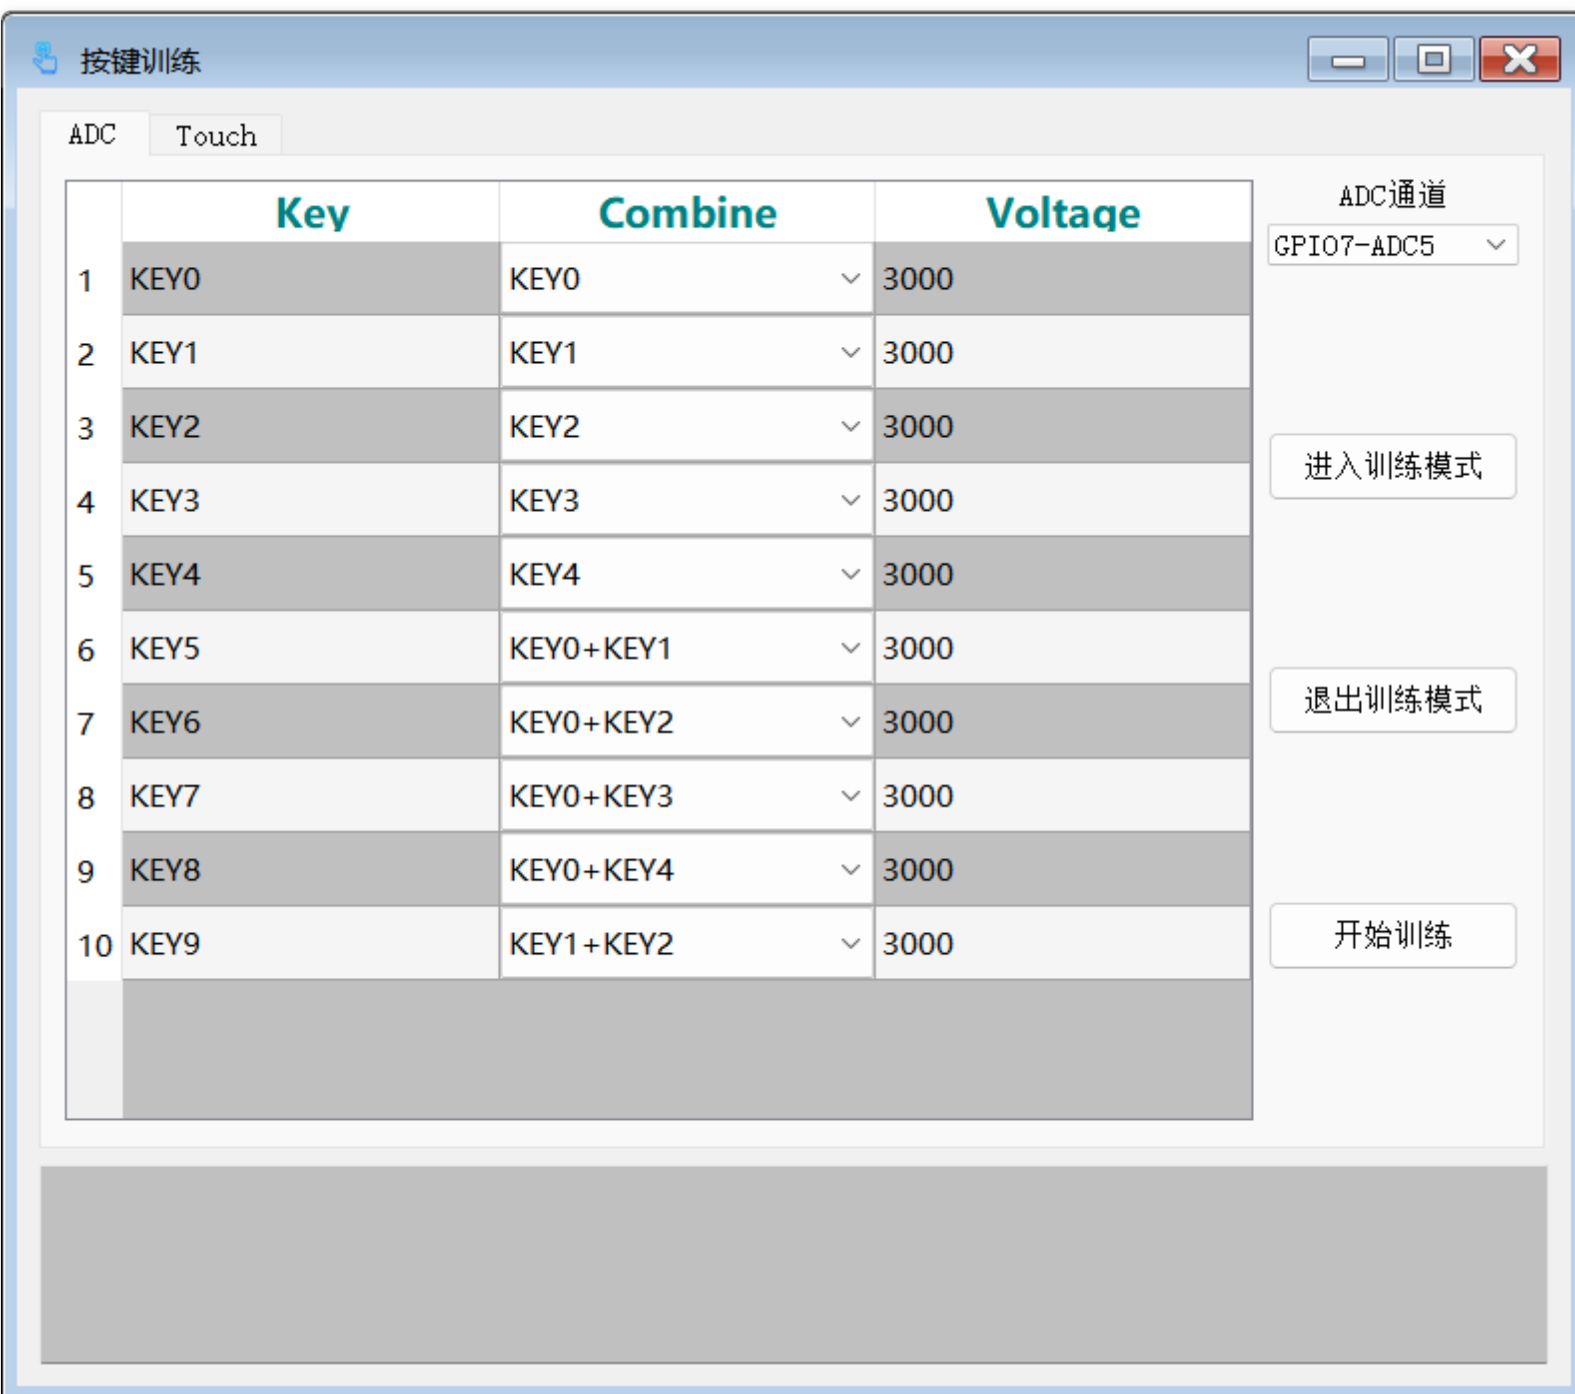 按键训练
ADC Touch
Key Combine Voltage
ADC通道
GPIO7-ADC5
1 KEY0 KEY0 3000
2 KEY1 KEY1 3000
3 KEY2 KEY2 3000
进入训练模式
4 KEY3 KEY3 3000
5 KEY4 KEY4 3000
6 KEY5 KEY0+KEY1 3000
退出训练模式
7 KEY6 KEY0+KEY2 3000
8 KEY7 KEY0+KEY3 3000
9 KEY8 KEY0+KEY4 3000
开始训练
10 KEY9 KEY1+KEY2 3000